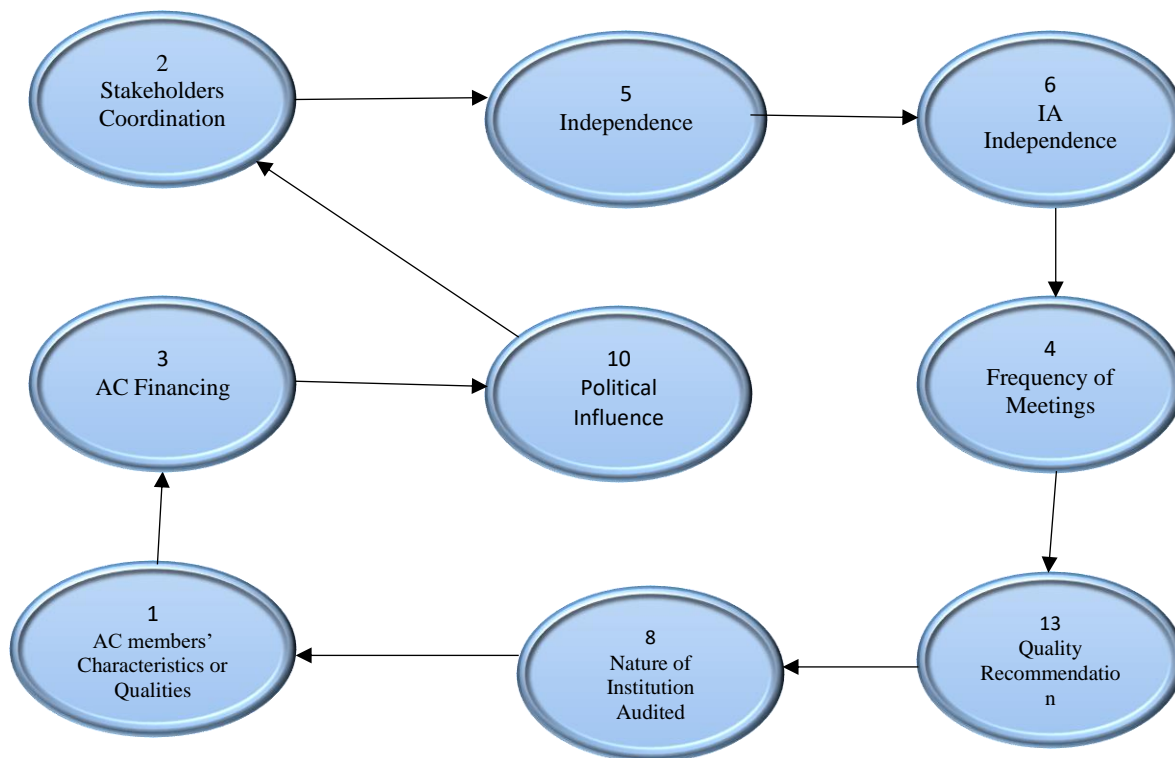 2
Stakeholders
Coordination
5
Independence
6
IA
Independence
3
AC Financing
10
Political
Influence
4
Frequency of
Meetings
1
AC members’
Characteristics or
Qualities
8
Nature of
Institution
Audited
13
Quality
Recommendatio
n